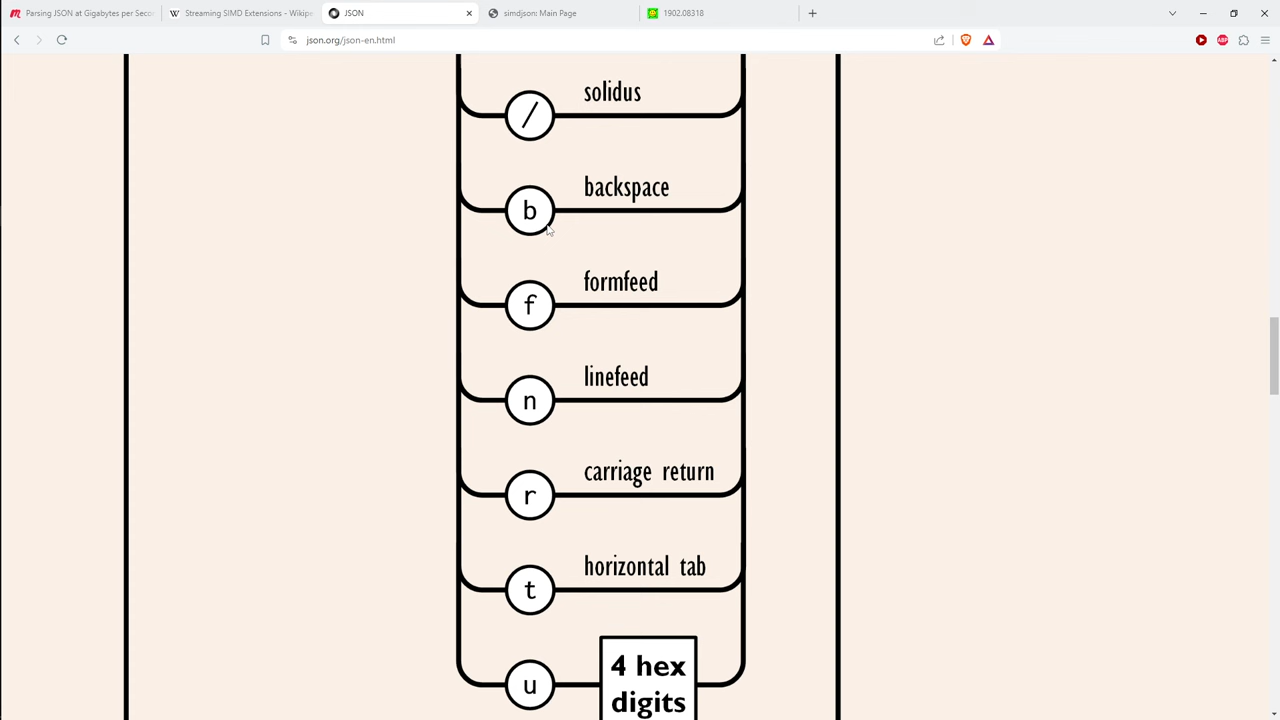 Parsing JSON at Gigabytes per Seco
Streaming SIMD Extensions - Wikip
JSON
simdjson: Main Page
1902.08318
json.org/json-en.html
solidus
/
backspace
b
formfeed
f
linefeed
n
carriage return
r
horizontal tab
t
u
4 hex
digits